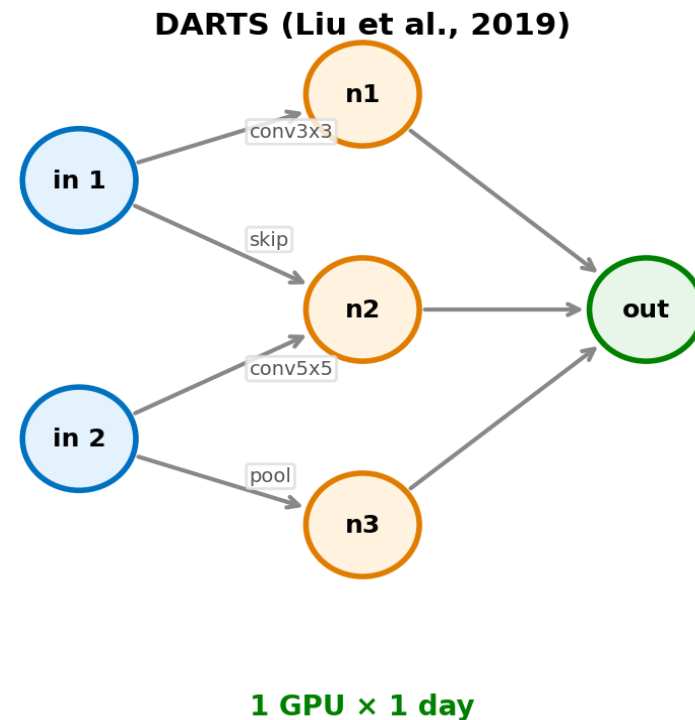 DARTS (Liu et al., 2019)
n1
conv3x3
in 1
skip
n2
out
conv5x5
in 2
pool
n3
1 GPU × 1 day